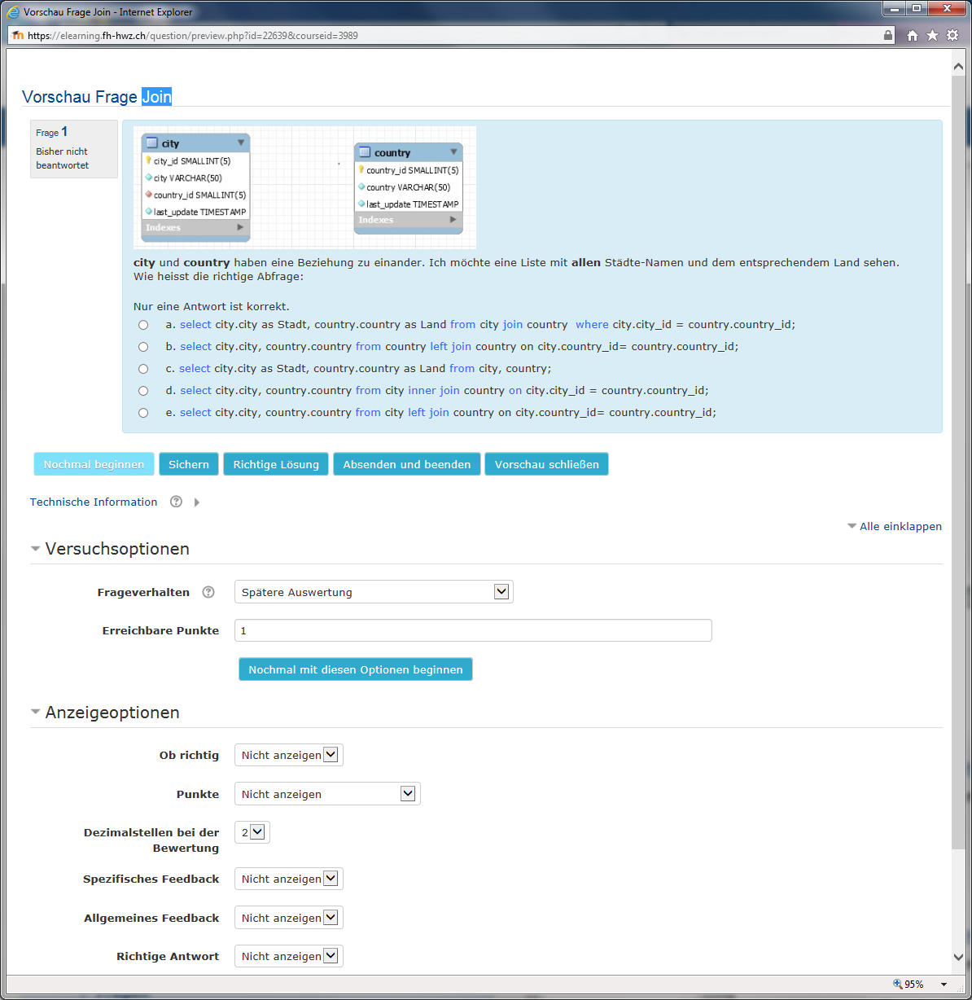 Vorschau Frage Join - Internet Explorer
https://elearning.fh-hwz.ch/question/preview.php?id=22639&courseid=3989
Vorschau Frage Join
Frage 1
Bisher nicht
beantwortet
city
city_id SMALLINT(5)
city VARCHAR(50)
country_id SMALLINT(5)
last_update TIMESTAMP
Indexes
country
country_id SMALLINT(5)
country VARCHAR(50)
last_update TIMESTAMP
Indexes
city und country haben eine Beziehung zu einander. Ich möchte eine Liste mit allen Städte-Namen und dem entsprechendem Land sehen.
Wie heisst die richtige Abfrage:
Nur eine Antwort ist korrekt.
a. select city.city as Stadt, country.country as Land from city join country where city.city_id = country.country_id;
b. select city.city, country.country from country left join country on city.country_id= country.country_id;
c. select city.city as Stadt, country.country as Land from city, country;
d. select city.city, country.country from city inner join country on city.city_id = country.country_id;
e. select city.city, country.country from city left join country on city.country_id= country.country_id;
Nochmal beginnen Sichern Richtige Lösung Absenden und beenden Vorschau schließen
Technische Information
Alle einklappen
Versuchsoptionen
Frageverhalten Spätere Auswertung
Erreichbare Punkte 1
Nochmal mit diesen Optionen beginnen
Anzeigeoptionen
Ob richtig Nicht anzeigen
Punkte Nicht anzeigen
Dezimalstellen bei der 2
Bewertung
Spezifisches Feedback Nicht anzeigen
Allgemeines Feedback Nicht anzeigen
Richtige Antwort Nicht anzeigen
95%